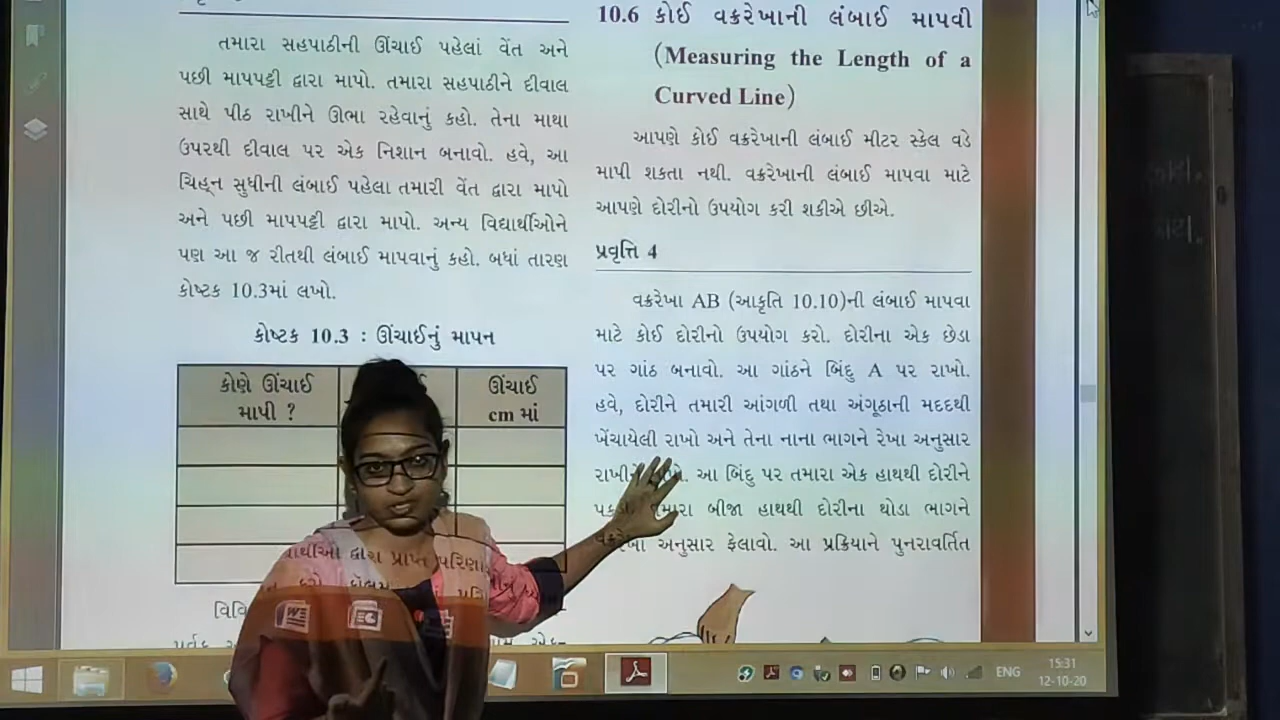 તમારા સહપાઠીની ઊંચાઈ પહેલાં વેંત અને
પછી માપપટ્ટી દ્વારા માપો. તમારા સહપાઠીને દીવાલ
સાથે પીઠ રાખીને ઊભા રહેવાનું કહો. તેના માથા
ઉપરથી દીવાલ પર એક નિશાન બનાવો. હવે, આ
ચિહ્ન સુધીની લંબાઈ પહેલા તમારી વેંત દ્વારા માપો
અને પછી માપપટ્ટી દ્વારા માપો. અન્ય વિદ્યાર્થીઓને
પણ આ જ રીતથી લંબાઈ માપવાનું કહો. બધાં તારણ
કોષ્ટક 10.3માં લખો.
કોષ્ટક 10.3 : ઊંચાઈનું માપન
કોણે ઊંચાઈ
માપી ?
ઊંચાઈ
cm માં
દ્વારા પ્રાપ્ત
10.6 કોઈ વક્રરેખાની લંબાઈ માપવી
(Measuring the Length of a
Curved Line)
આપણે કોઈ વક્રરેખાની લંબાઈ મીટર સ્કેલ વડે
માપી શકતા નથી. વક્રરેખાની લંબાઈ માપવા માટે
આપણે દોરીનો ઉપયોગ કરી શકીએ છીએ.
પ્રવૃત્તિ 4
વક્રરેખા AB (આકૃતિ 10.10)ની લંબાઈ માપવા
માટે કોઈ દોરીનો ઉપયોગ કરો. દોરીના એક છેડા
પર ગાંઠ બનાવો. આ ગાંઠને બિંદુ A પર રાખો.
હવે, દોરીને તમારી આંગળી તથા અંગૂઠાની મદદથી
ખેંચાયેલી રાખો અને તેના નાના ભાગને રેખા અનુસાર
રાખીને આ બિંદુ પર તમારા એક હાથથી દોરીને
બીજા હાથથી દોરીના થોડા ભાગને
વક્રરેખા અનુસાર ફેલાવો. આ પ્રક્રિયાને પુનરાવર્તિત
ENG
15:31
12-10-20